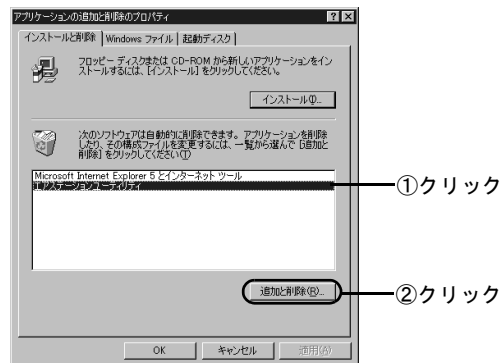 アプリケーションの追加と削除のプロパティ
インストールと削除 Windows ファイル 起動ディスク
フロッピー ディスクまたは CD-ROM から新しいアプリケーションをイン
ストールするには、[インストール] をクリックしてください。
インストール(I)...
次のソフトウェアは自動的に削除できます。アプリケーションを削除
したり、その構成ファイルを変更するには、一覧から選んで [追加と
削除] をクリックしてください(T)
Microsoft Internet Explorer 5 とインターネット ツール
エアステーションユーティリティ
①クリック
追加と削除(R)...
②クリック
OK キャンセル 適用(A)